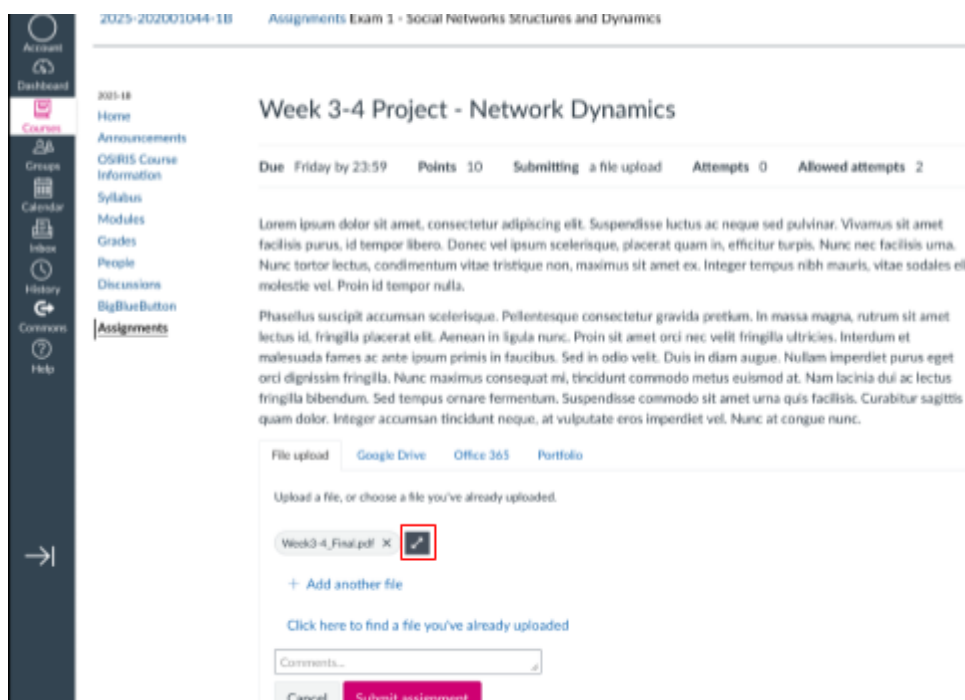 2025-202001044-1B Assignments Exam 1 - Social Networks Structures and Dynamics
Account
Dashboard
Courses
Groups
Calendar
Inbox
History
Commons
Help
2025-1B
Home
Announcements
OSIRIS Course
Information
Syllabus
Modules
Grades
People
Discussions
BigBlueButton
Assignments
Week 3-4 Project - Network Dynamics
Due Friday by 23:59 Points 10 Submitting a file upload Attempts 0 Allowed attempts 2
Lorem ipsum dolor sit amet, consectetur adipiscing elit. Suspendisse luctus ac neque sed pulvinar. Vivamus sit amet
facilisis purus, id tempor libero. Donec vel ipsum scelerisque, placerat quam in, efficitur turpis. Nunc nec facilisis urna.
Nunc tortor lectus, condimentum vitae tristique non, maximus sit amet ex. Integer tempus nibh mauris, vitae sodales el
molestie vel. Proin id tempor nulla.
Phasellus suscipit accumsan scelerisque. Pellentesque consectetur gravida pretium. In massa magna, rutrum sit amet
lectus id, fringilla placerat elit. Aenean in ligula nunc. Proin sit amet orci nec velit fringilla ultricies. Interdum et
malesuada fames ac ante ipsum primis in faucibus. Sed in odio velit. Duis in diam augue. Nullam imperdiet purus eget
orci dignissim fringilla. Nunc maximus consequat mi, tincidunt commodo metus euismod at. Nam lacinia dui ac lectus
fringilla bibendum. Sed tempus ornare fermentum. Suspendisse commodo sit amet urna quis facilisis. Curabitur sagittis
quam dolor. Integer accumsan tincidunt neque, at vulputate eros imperdiet vel. Nunc at congue nunc.
File upload Google Drive Office 365 Portfolio
Upload a file, or choose a file you've already uploaded.
Week3-4_Final.pdf ×
+ Add another file
Click here to find a file you've already uploaded
Comments...
Cancel Submit assignment